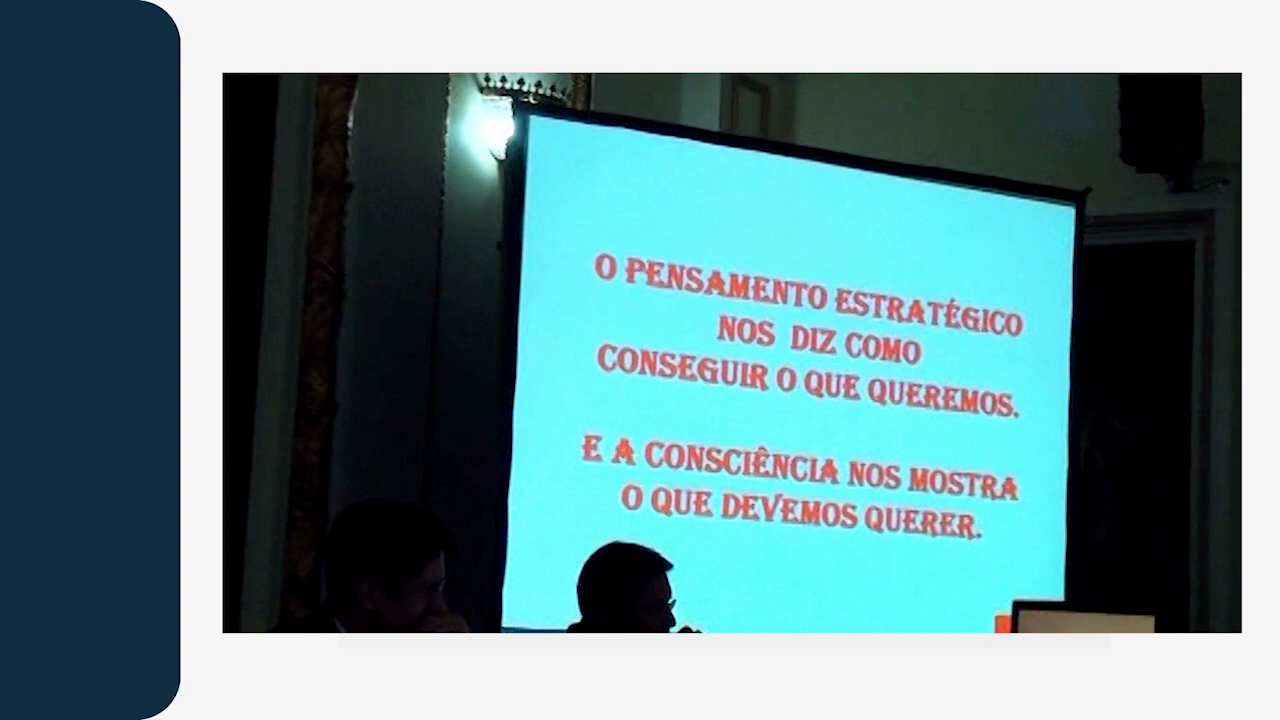 O PENSAMENTO ESTRATÉGICO
NOS DIZ COMO
CONSEGUIR O QUE QUEREMOS.
E A CONSCIÊNCIA NOS MOSTRA
O QUE DEVEMOS QUERER.